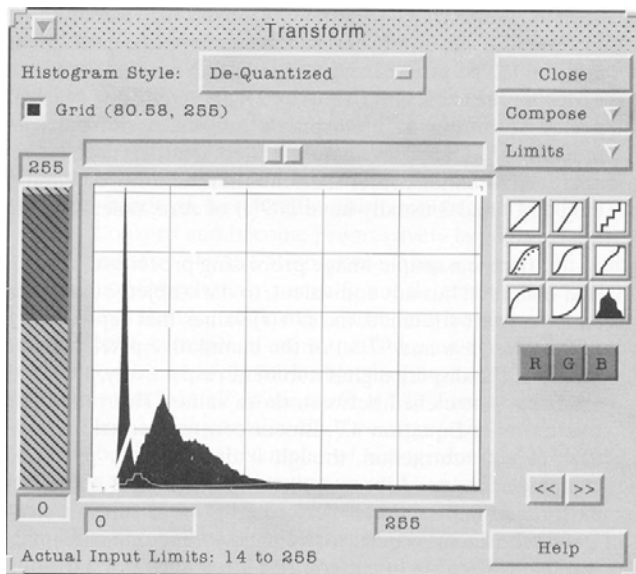 Transform
Histogram Style: De-Quantized
Close
Grid (80.58, 255)
Compose
Limits
255
R G B
<< >>
0
0
255
Actual Input Limits: 14 to 255
Help